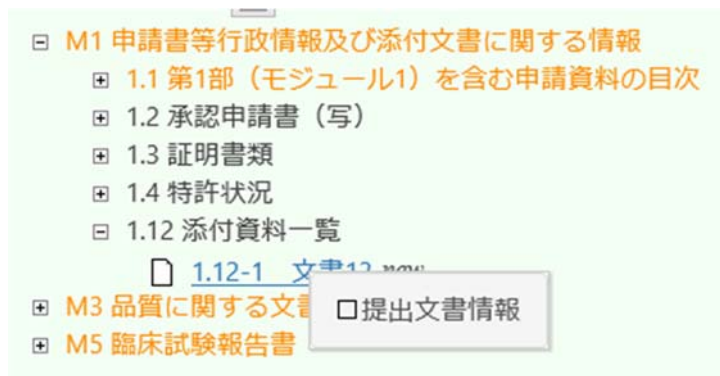 M1 申請書等行政情報及び添付文書に関する情報
1.1 第1部（モジュール1）を含む申請資料の目次
1.2 承認申請書（写）
1.3 証明書類
1.4 特許状況
1.12 添付資料一覧
1.12-1 文書12 new
M3 品質に関する文書
提出文書情報
M5 臨床試験報告書